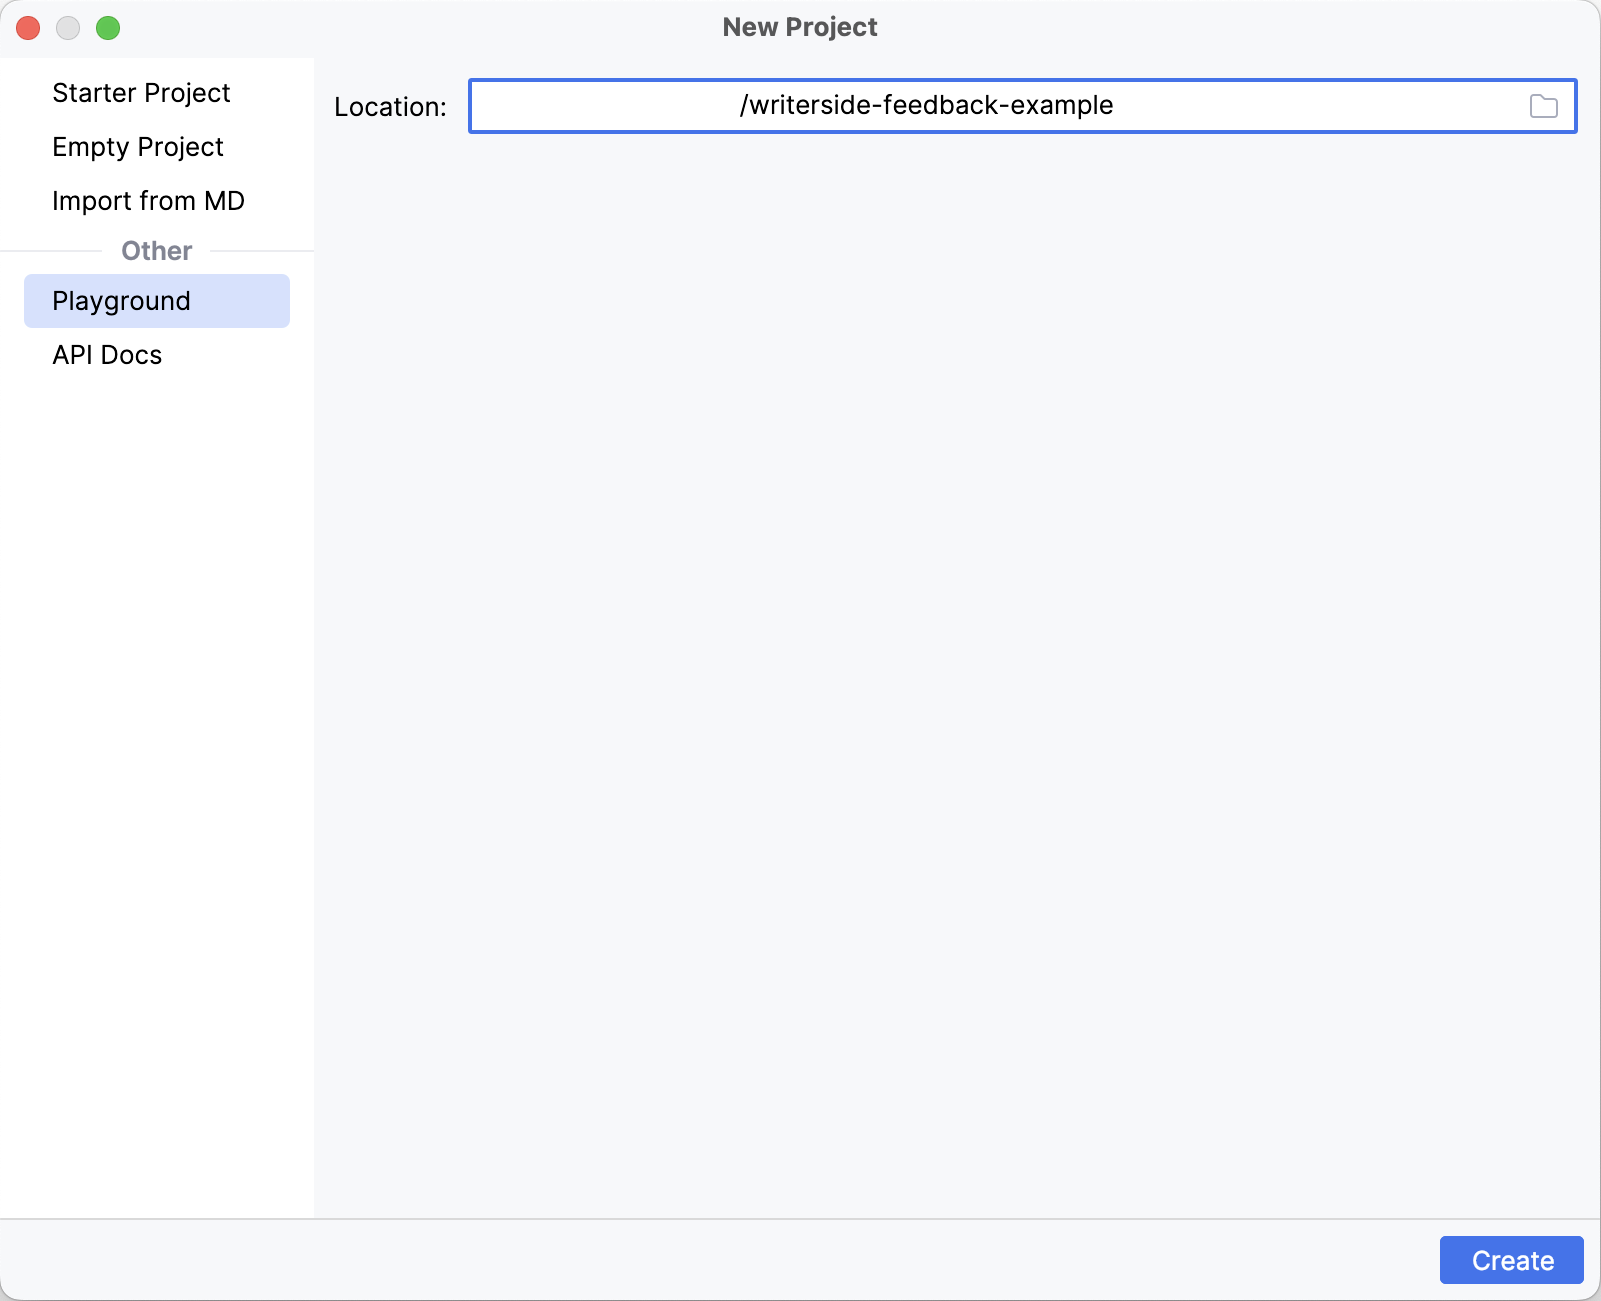 New Project
Starter Project
Empty Project
Import from MD
Other
Playground
API Docs
Location: /writerside-feedback-example
Create